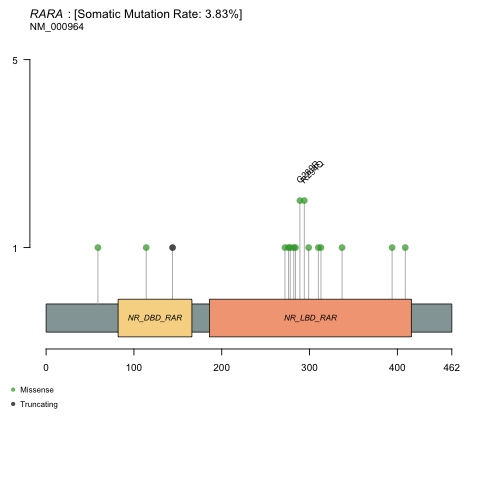 RARA : [Somatic Mutation Rate: 3.83%]
NM_000964
5
1
NR_DBD_RAR
NR_LBD_RAR
0 100 200 300 400 462
Missense
Truncating